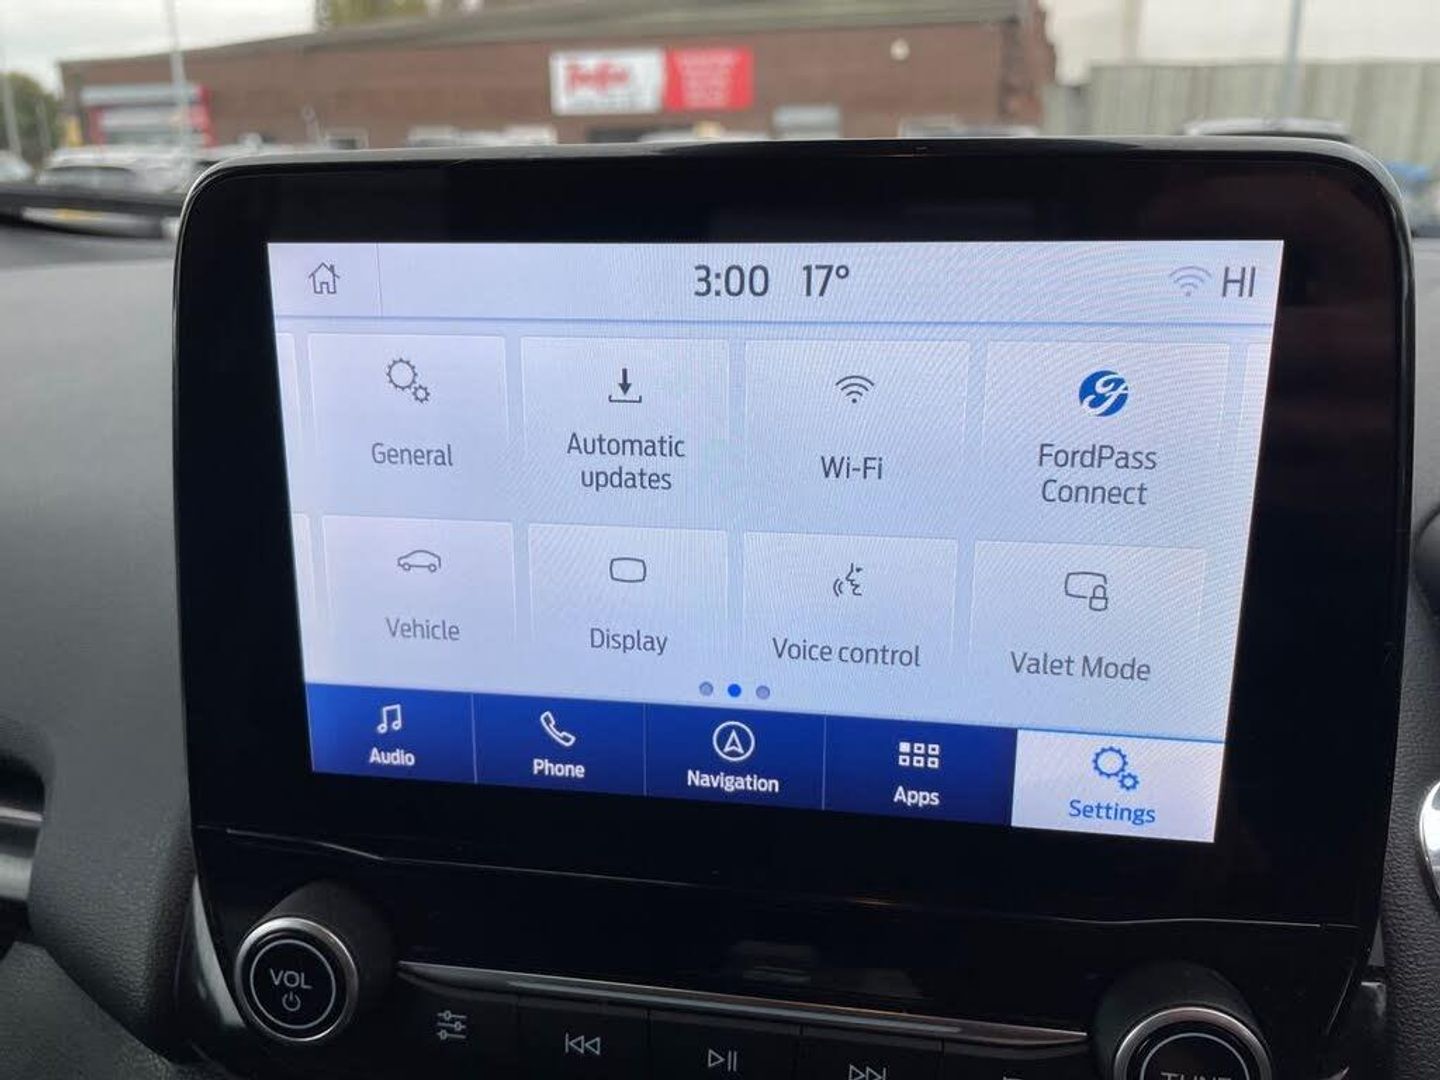 3:00 17° HI
General
Automatic
updates
Wi-Fi
FordPass
Connect
Vehicle
Display
Voice control
Valet Mode
Audio
Phone
Navigation
Apps
Settings
VOL
TUNE